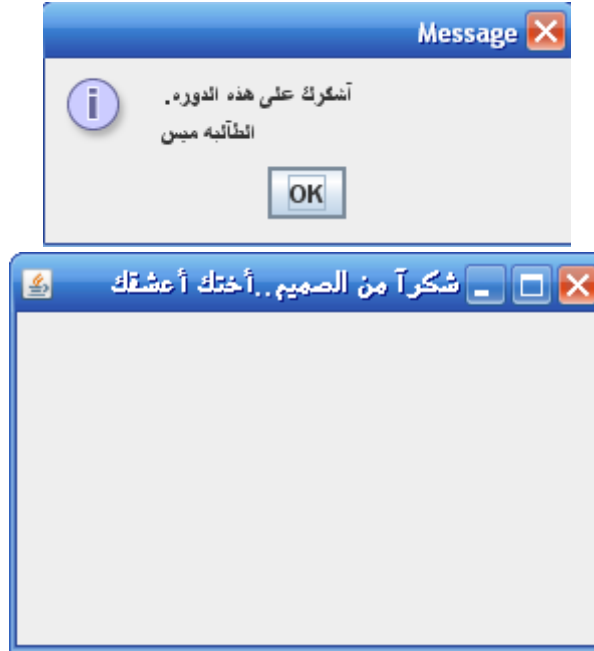 Message
آشكرك على هذه الدوره.
الطآلبه ميس
OK
شكرآ من الصميم..أختك أعشقك